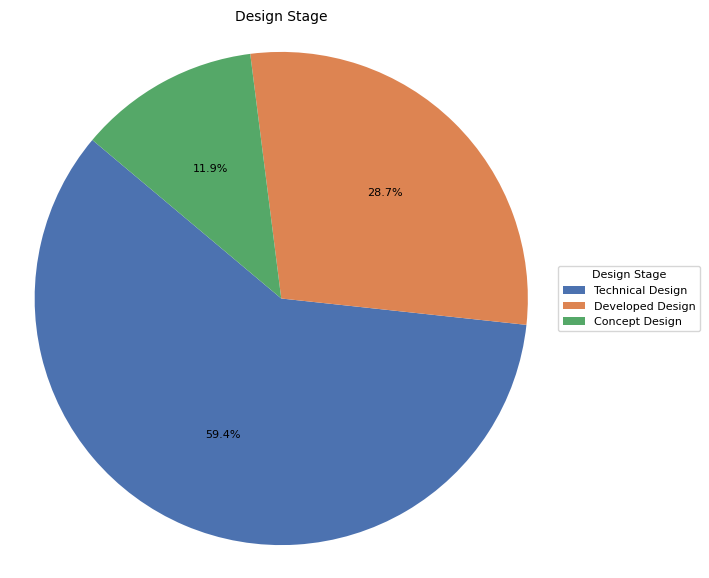 Design Stage
11.9%
28.7%
59.4%
Design Stage
Technical Design
Developed Design
Concept Design